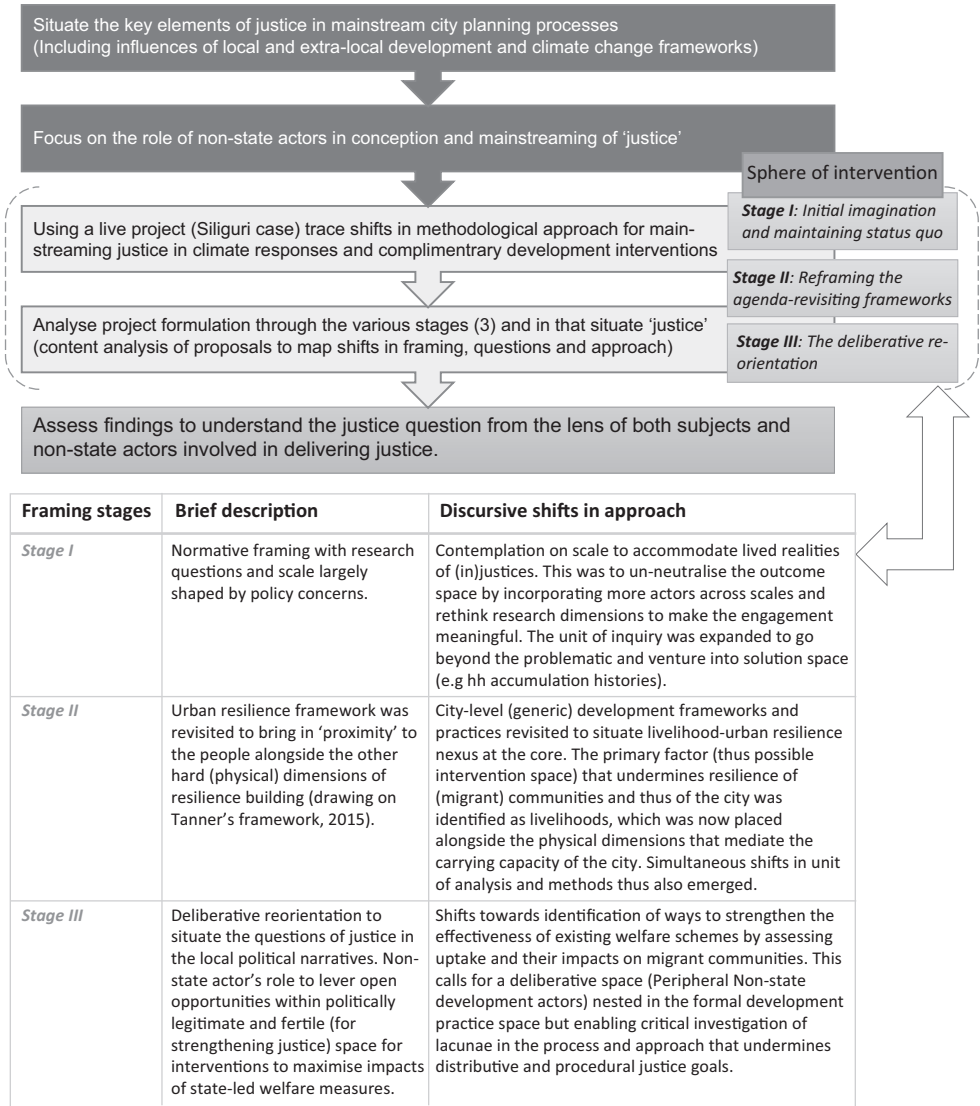 Situate the key elements of justice in mainstream city planning processes
(Including influences of local and extra-local development and climate change frameworks)
Focus on the role of non-state actors in conception and mainstreaming of ‘justice’
Sphere of intervention
Using a live project (Siliguri case) trace shifts in methodological approach for main-
streaming justice in climate responses and complimentrary development interventions
Stage I: Initial imagination
and maintaining status quo
Stage II: Reframing the
agenda-revisiting frameworks
Analyse project formulation through the various stages (3) and in that situate ‘justice’
(content analysis of proposals to map shifts in framing, questions and approach)
Stage III: The deliberative re-
orientation
Assess findings to understand the justice question from the lens of both subjects and
non-state actors involved in delivering justice.
Framing stages
Brief description
Discursive shifts in approach
Stage I
Normative framing with research
questions and scale largely
shaped by policy concerns.
Contemplation on scale to accommodate lived realities
of (in)justices. This was to un-neutralise the outcome
space by incorporating more actors across scales and
rethink research dimensions to make the engagement
meaningful. The unit of inquiry was expanded to go
beyond the problematic and venture into solution space
(e.g hh accumulation histories).
Stage II
Urban resilience framework was
revisited to bring in ‘proximity’ to
the people alongside the other
hard (physical) dimensions of
resilience building (drawing on
Tanner’s framework, 2015).
City-level (generic) development frameworks and
practices revisited to situate livelihood-urban resilience
nexus at the core. The primary factor (thus possible
intervention space) that undermines resilience of
(migrant) communities and thus of the city was
identified as livelihoods, which was now placed
alongside the physical dimensions that mediate the
carrying capacity of the city. Simultaneous shifts in unit
of analysis and methods thus also emerged.
Stage III
Deliberative reorientation to
situate the questions of justice in
the local political narratives. Non-
state actor’s role to lever open
opportunities within politically
legitimate and fertile (for
strengthening justice) space for
interventions to maximise impacts
of state-led welfare measures.
Shifts towards identification of ways to strengthen the
effectiveness of existing welfare schemes by assessing
uptake and their impacts on migrant communities. This
calls for a deliberative space (Peripheral Non-state
development actors) nested in the formal development
practice space but enabling critical investigation of
lacunae in the process and approach that undermines
distributive and procedural justice goals.